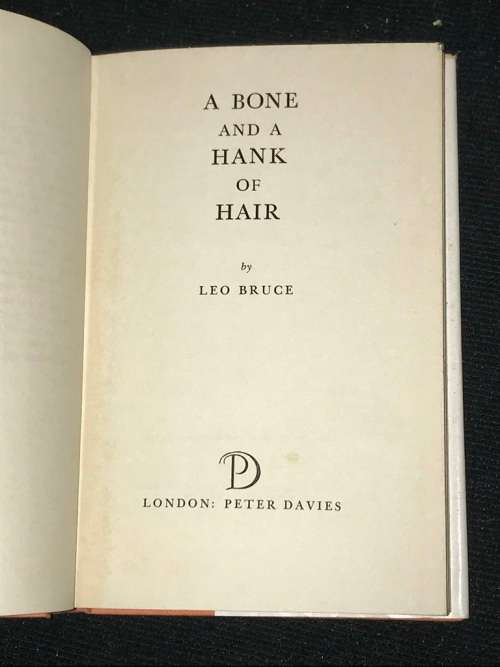 A BONE
AND A
HANK
OF
HAIR
by
LEO BRUCE
PD
LONDON: PETER DAVIES